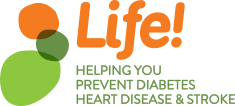 Life!
HELPING YOU
PREVENT DIABETES
HEART DISEASE & STROKE